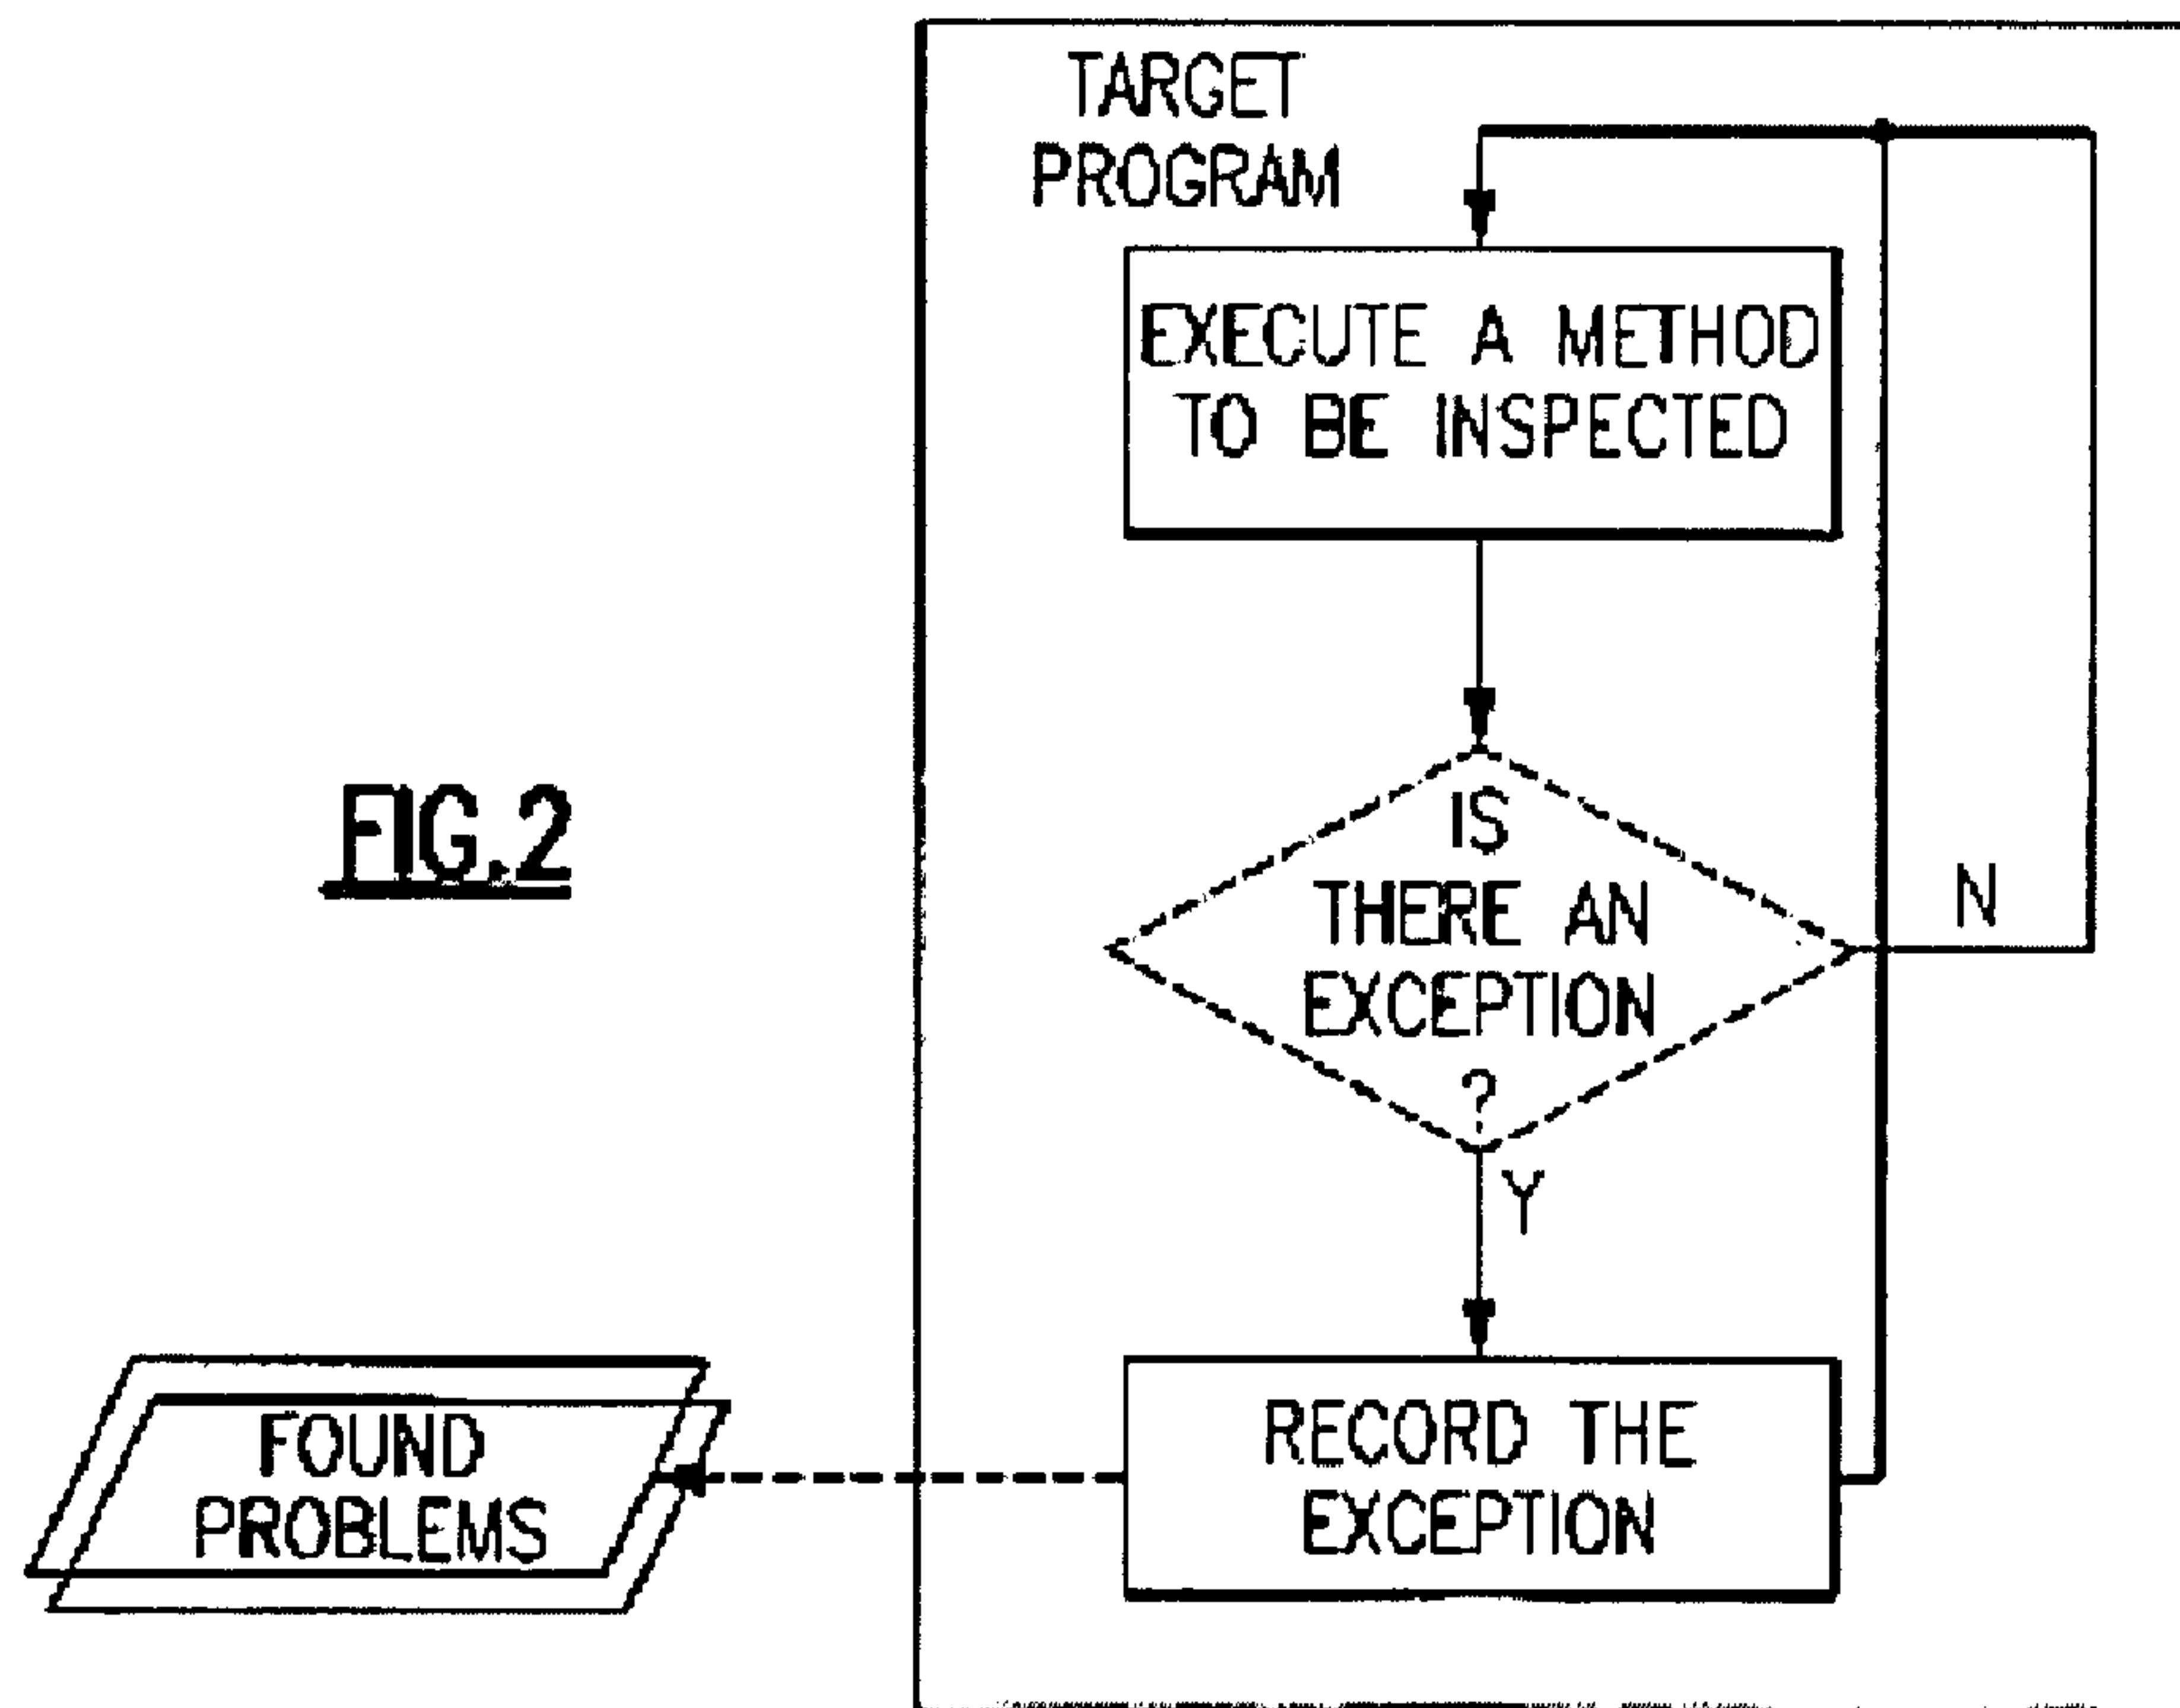 TARGET
PROGRAM
EXECUTE A METHOD
TO BE INSPECTED
IS
THERE AN
EXCEPTION
?
N
Y
FIG.2
RECORD THE
EXCEPTION
FOUND
PROBLEMS